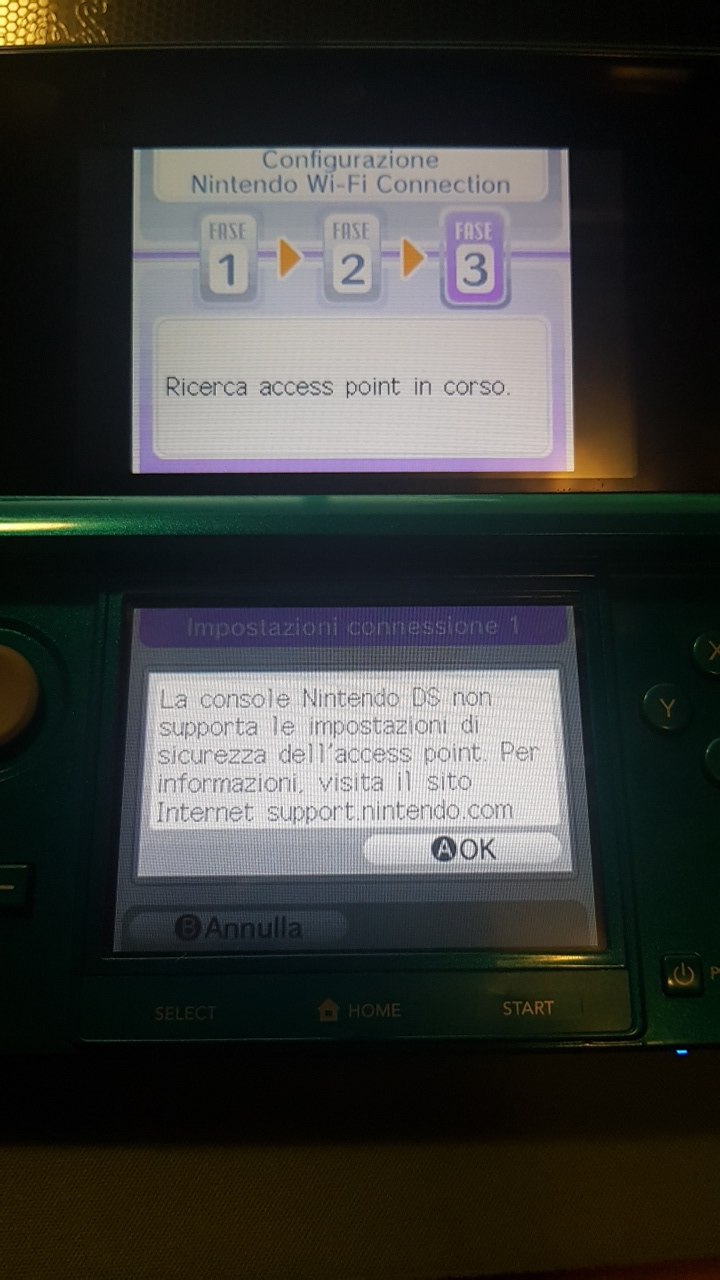 Configurazione
Nintendo Wi-Fi Connection
FASE FASE FASE
1 2 3
Ricerca access point in corso.
Impostazioni connessione 1
La console Nintendo DS non
supporta le impostazioni di
sicurezza dell'access point. Per
informazioni, visita il sito
Internet support.nintendo.com
A OK
B Annulla
X
Y
SELECT HOME START
P